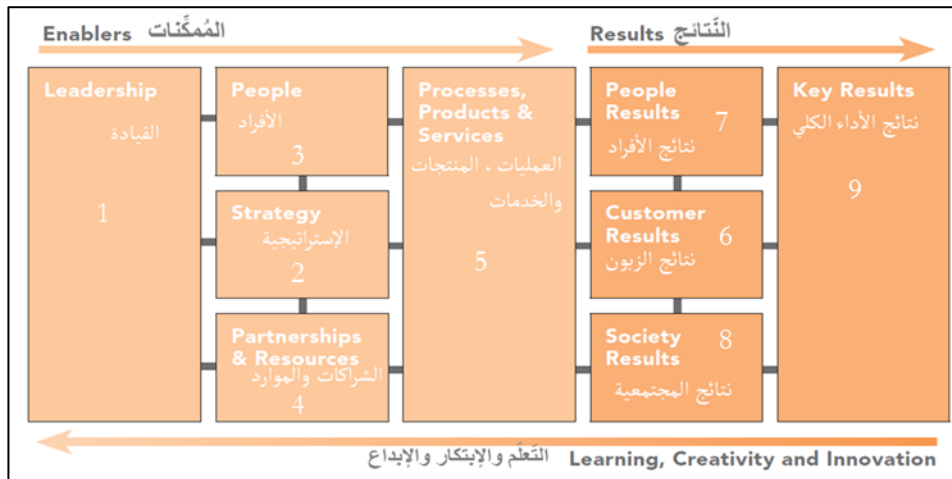 Enablers المُمكِّنات
Results النَّتائج
Leadership
القيادة
1
People
الأفراد
3
Strategy
الإستراتيجية
2
Partnerships
& Resources
الشراكات والموارد
4
Processes,
Products &
Services
العمليات ، المنتجات
والخدمات
5
People
Results
7
نتائج الأفراد
Customer
Results
6
نتائج الزبون
Society
Results
8
نتائج المجتمعية
Key Results
نتائج الأداء الكلي
9
التَّعلّم والإبتكار والإبداع Learning, Creativity and Innovation